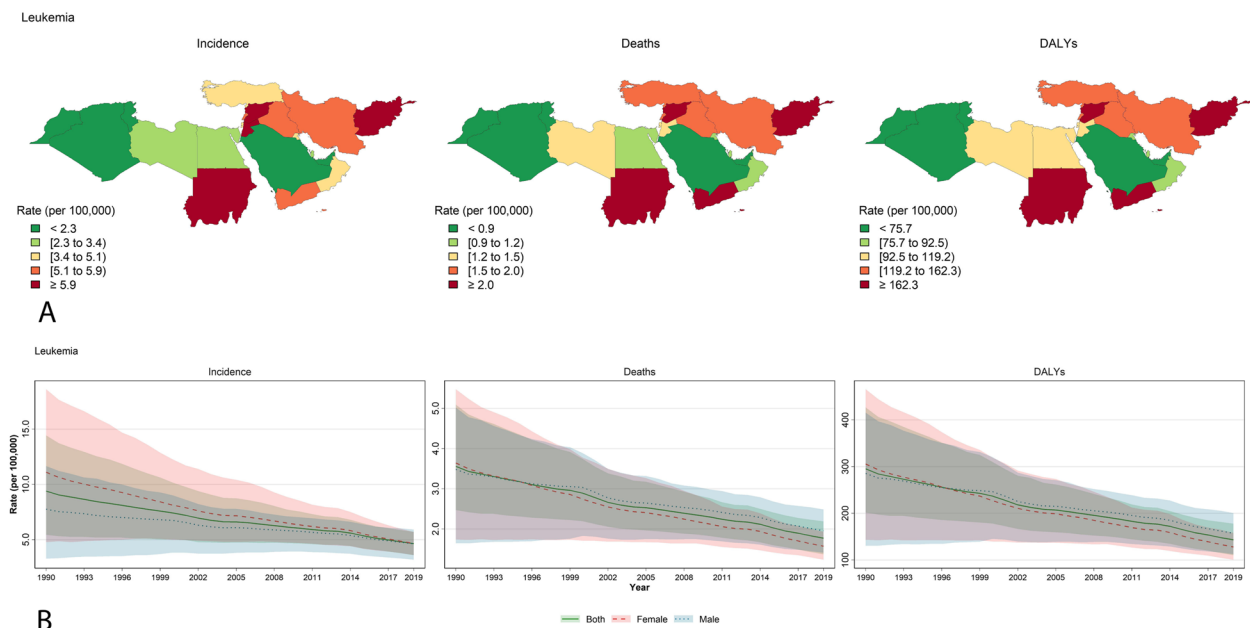 Leukemia
Incidence
Deaths
DALYs
Rate (per 100,000)
< 2.3
[2.3 to 3.4)
[3.4 to 5.1)
[5.1 to 5.9)
≥ 5.9
Rate (per 100,000)
< 0.9
[0.9 to 1.2)
[1.2 to 1.5)
[1.5 to 2.0)
≥ 2.0
Rate (per 100,000)
< 75.7
[75.7 to 92.5)
[92.5 to 119.2)
[119.2 to 162.3)
≥ 162.3
A
Leukemia
Incidence
Deaths
DALYs
Rate (per 100,000)
15.0
10.0
5.0
1990 1993 1996 1999 2002 2005 2008 2011 2014 2017 2019
5.0
4.0
3.0
2.0
1990 1993 1996 1999 2002 2005 2008 2011 2014 2017 2019
400
300
200
100
1990 1993 1996 1999 2002 2005 2008 2011 2014 2017 2019
Year
B
Both Female Male